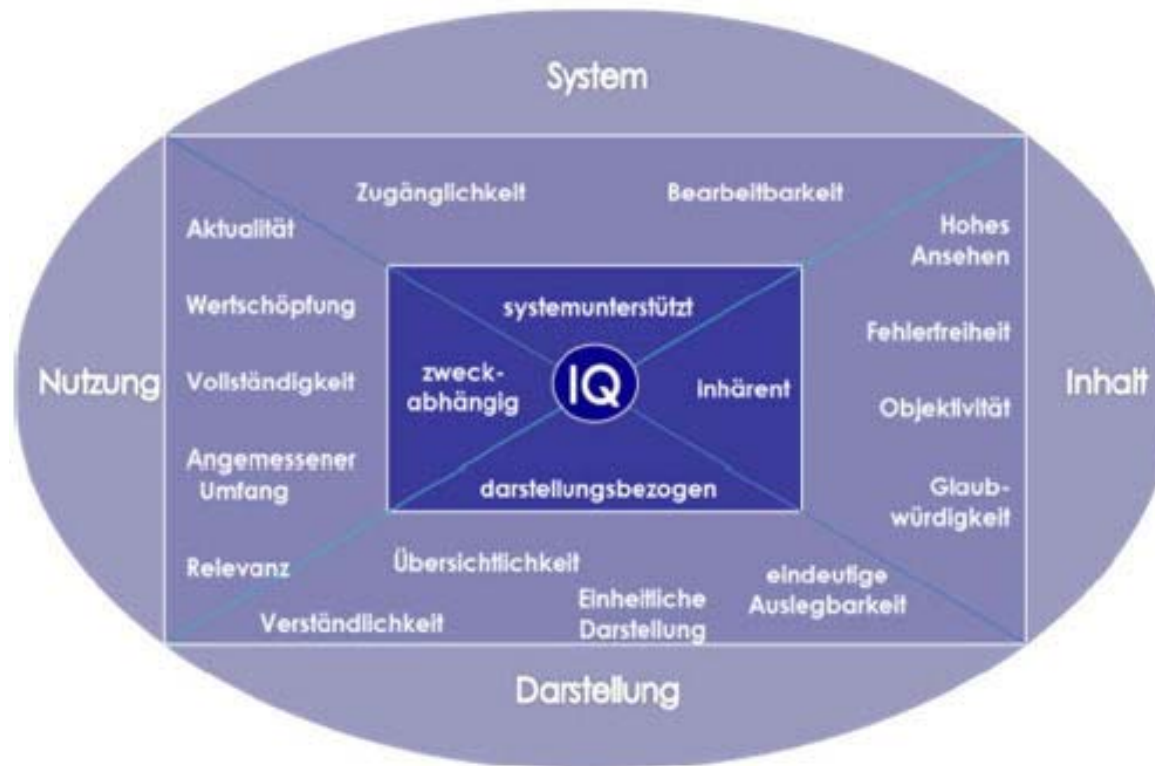 System
Zugänglichkeit
Bearbeitbarkeit
Aktualität
Hohes
Ansehen
Wertschöpfung
systemunterstützt
Fehlerfreiheit
Nutzung
Vollständigkeit
zweck-
abhängig
IQ
inhärent
Inhalt
Objektivität
Angemessener
Umfang
darstellungsbezogen
Glaub-
würdigkeit
Relevanz
Übersichtlichkeit
eindeutige
Auslegbarkeit
Verständlichkeit
Einheitliche
Darstellung
Darstellung